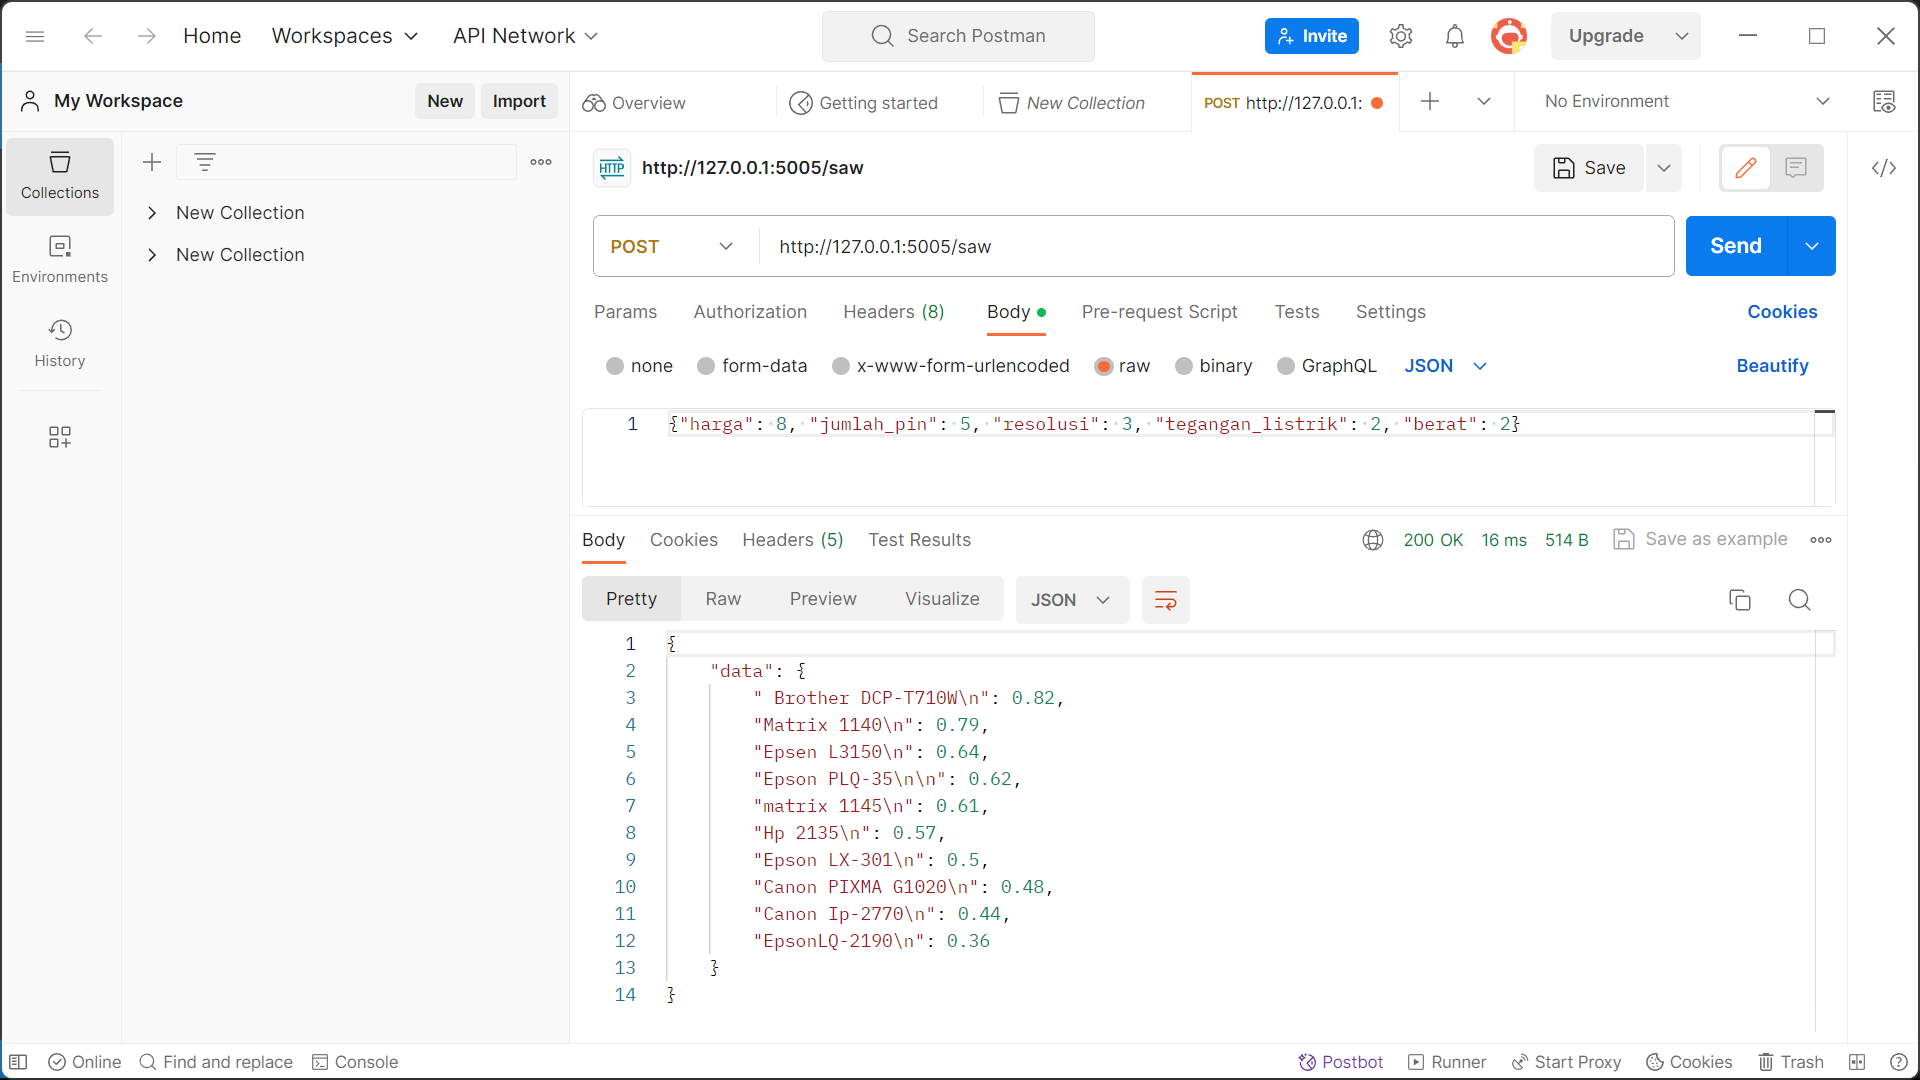 Home Workspaces API Network Search Postman Invite Upgrade
My Workspace New Import Overview Getting started New Collection POST http://127.0.0.1: No Environment
Collections
New Collection
New Collection
Environments
History
HTTP http://127.0.0.1:5005/saw Save
POST http://127.0.0.1:5005/saw Send
Params Authorization Headers (8) Body Pre-request Script Tests Settings Cookies
none form-data x-www-form-urlencoded raw binary GraphQL JSON Beautify
1 {"harga": 8, "jumlah_pin": 5, "resolusi": 3, "tegangan_listrik": 2, "berat": 2}
Body Cookies Headers (5) Test Results 200 OK 16 ms 514 B Save as example
Pretty Raw Preview Visualize JSON
1 {
2 "data": {
3 " Brother DCP-T710W\n": 0.82,
4 "Matrix 1140\n": 0.79,
5 "Epsen L3150\n": 0.64,
6 "Epson PLQ-35\n\n": 0.62,
7 "matrix 1145\n": 0.61,
8 "Hp 2135\n": 0.57,
9 "Epson LX-301\n": 0.5,
10 "Canon PIXMA G1020\n": 0.48,
11 "Canon Ip-2770\n": 0.44,
12 "EpsonLQ-2190\n": 0.36
13 }
14 }
Online Find and replace Console Postbot Runner Start Proxy Cookies Trash